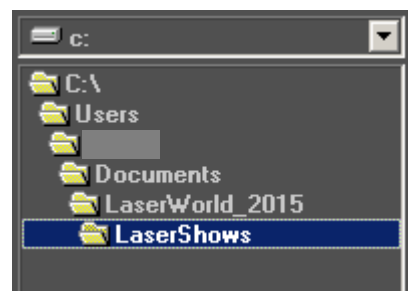 c:
C:\
Users
Documents
LaserWorld_2015
LaserShows